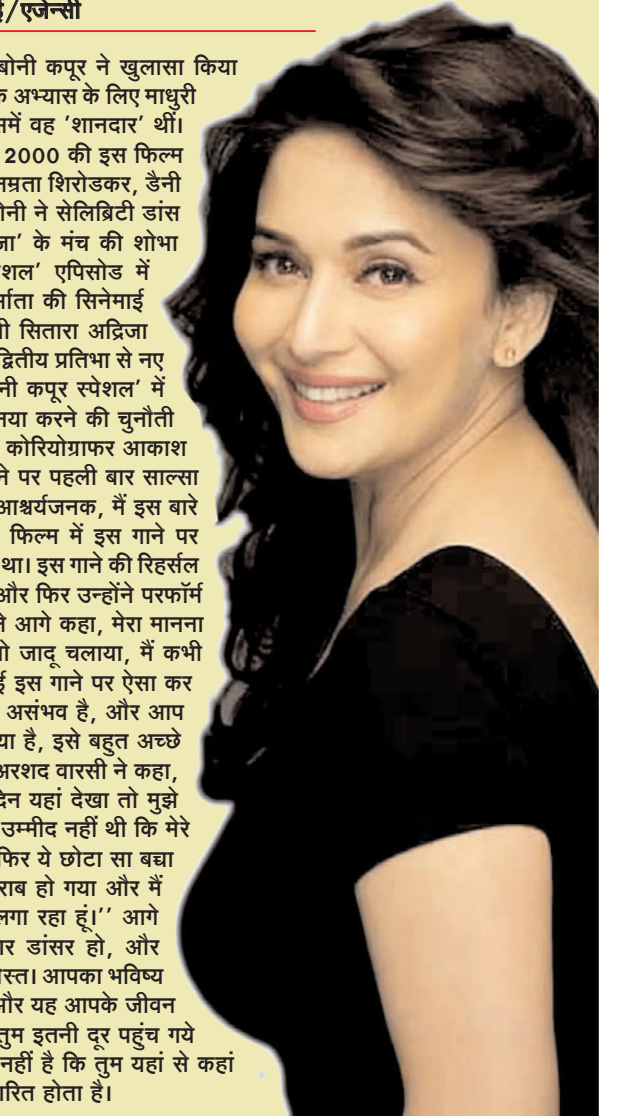 ई/एजेन्सी
बोनी कपूर ने खुलासा किया
क अभ्यास के लिए माधुरी
समें वह 'शानदार' थीं।
2000 की इस फिल्म
नम्रता शिरोडकर, डैनी
ोनी ने सेलिब्रिटी डांस
जा' के मंच की शोभा
शल' एपिसोड में
र्माता की सिनेमाई
ी सितारा अद्रिजा
द्वितीय प्रतिभा से नए
नी कपूर स्पेशल' में
नया करने की चुनौती
कोरियोग्राफर आकाश
ने पर पहली बार साल्सा
आश्चर्यजनक, मैं इस बारे
फिल्म में इस गाने पर
था। इस गाने की रिहर्सल
और फिर उन्होंने परफॉर्म
ने आगे कहा, मेरा मानना
ो जादू चलाया, मैं कभी
ई इस गाने पर ऐसा कर
असंभव है, और आप
या है, इसे बहुत अच्छे
अरशद वारसी ने कहा,
देन यहां देखा तो मुझे
उम्मीद नहीं थी कि मेरे
फिर ये छोटा सा बच्चा
राब हो गया और मैं
लगा रहा हूं।'' आगे
ार डांसर हो, और
स्त। आपका भविष्य
और यह आपके जीवन
तुम इतनी दूर पहुंच गये
नहीं है कि तुम यहां से कहां
ारित होता है।